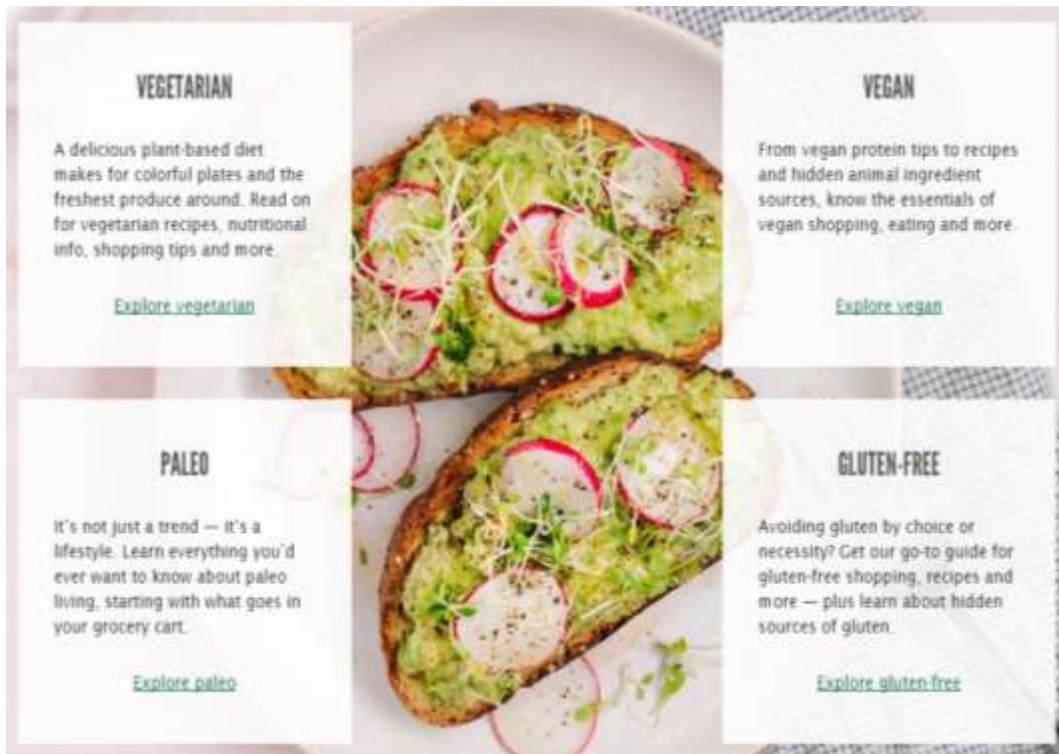 VEGETARIAN
A delicious plant-based diet
makes for colorful plates and the
freshest produce around. Read on
for vegetarian recipes, nutritional
info, shopping tips and more.
Explore vegetarian
VEGAN
From vegan protein tips to recipes
and hidden animal ingredient
sources, know the essentials of
vegan shopping, eating and more.
Explore vegan
PALEO
It's not just a trend — it's a
lifestyle. Learn everything you'd
ever want to know about paleo
living, starting with what goes in
your grocery cart.
Explore paleo
GLUTEN-FREE
Avoiding gluten by choice or
necessity? Get our go-to guide for
gluten-free shopping, recipes and
more — plus learn about hidden
sources of gluten.
Explore gluten-free